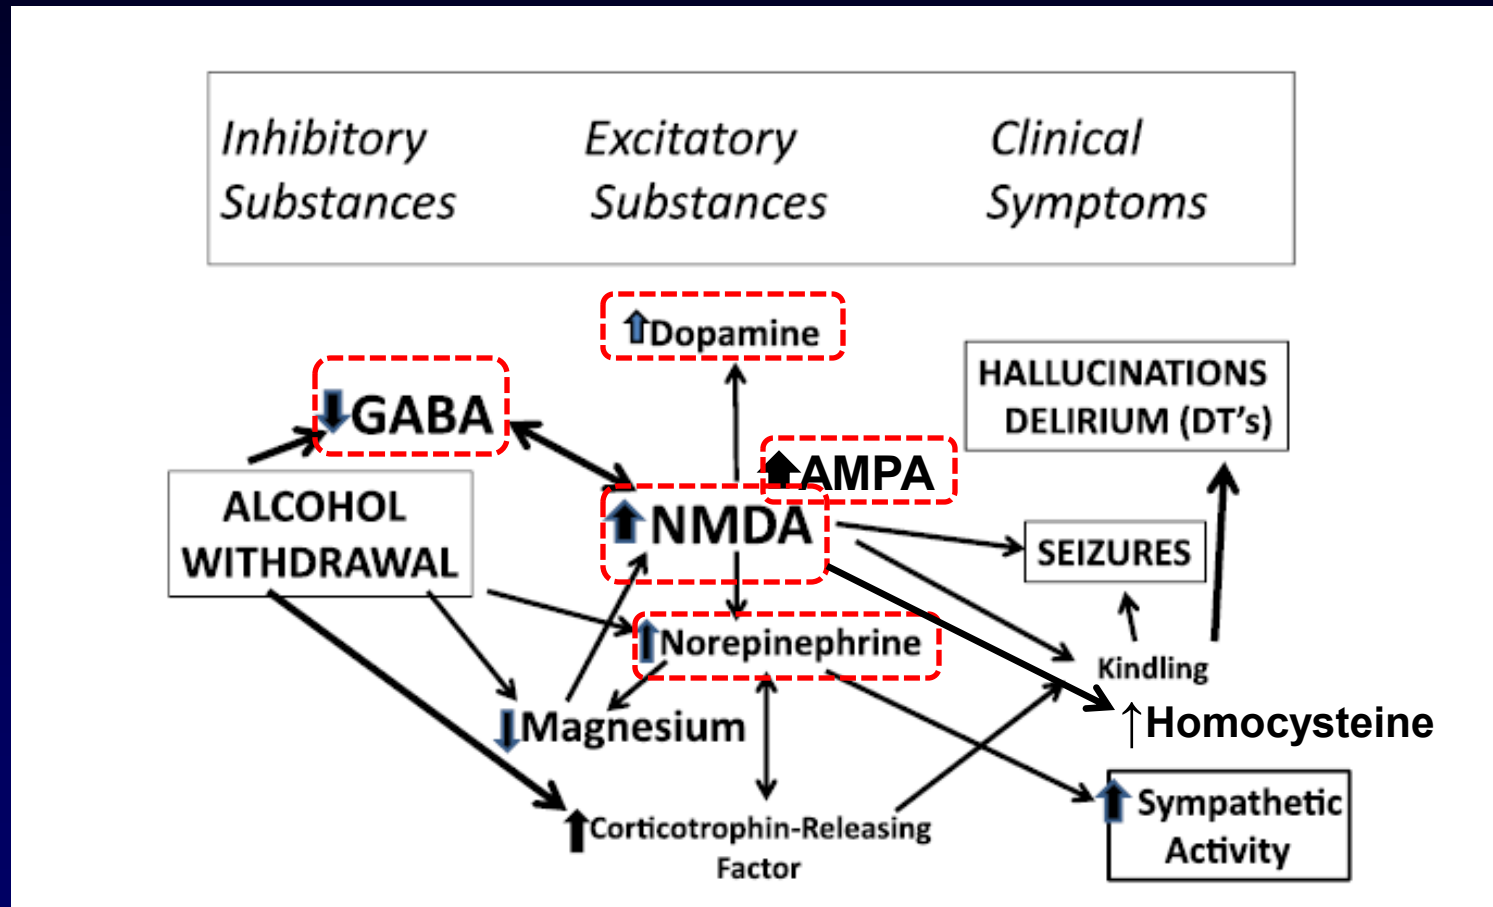 Inhibitory Excitatory Clinical
Substances Substances Symptoms
↑Dopamine
HALLUCINATIONS
DELIRIUM (DT's)
↓GABA
↑AMPA
ALCOHOL
WITHDRAWAL
↑NMDA
SEIZURES
↑Norepinephrine
Kindling
↓Magnesium
↑Homocysteine
↑Sympathetic
Activity
↑Corticotrophin-Releasing
Factor